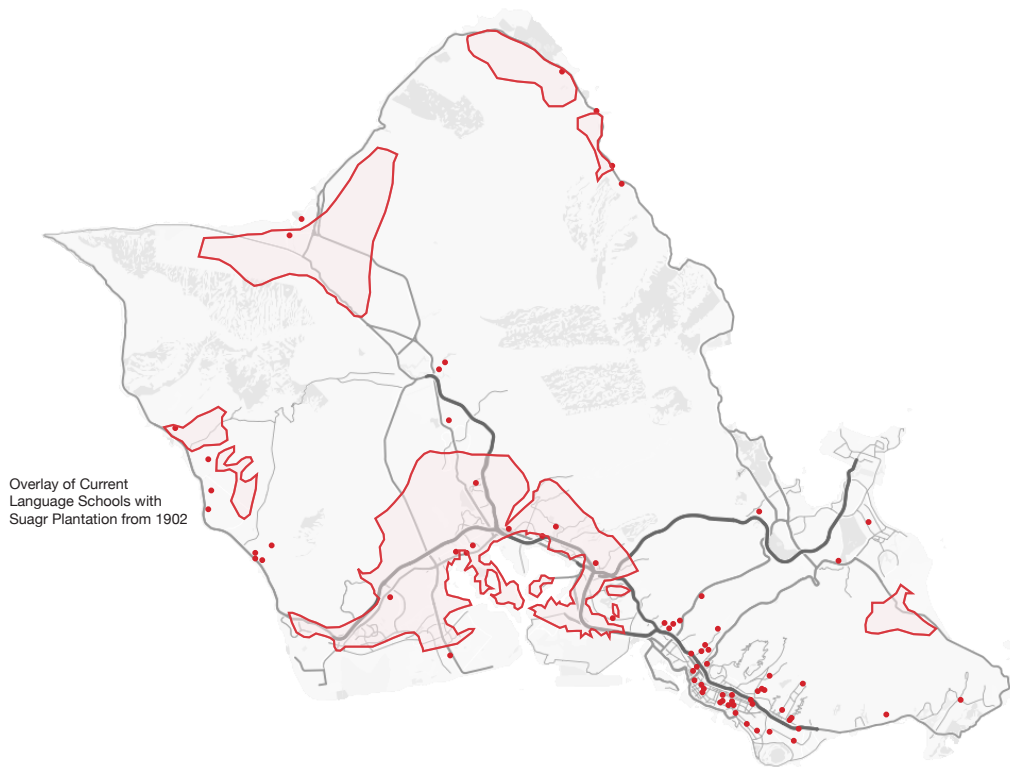 Overlay of Current
Language Schools with
Suagr Plantation from 1902